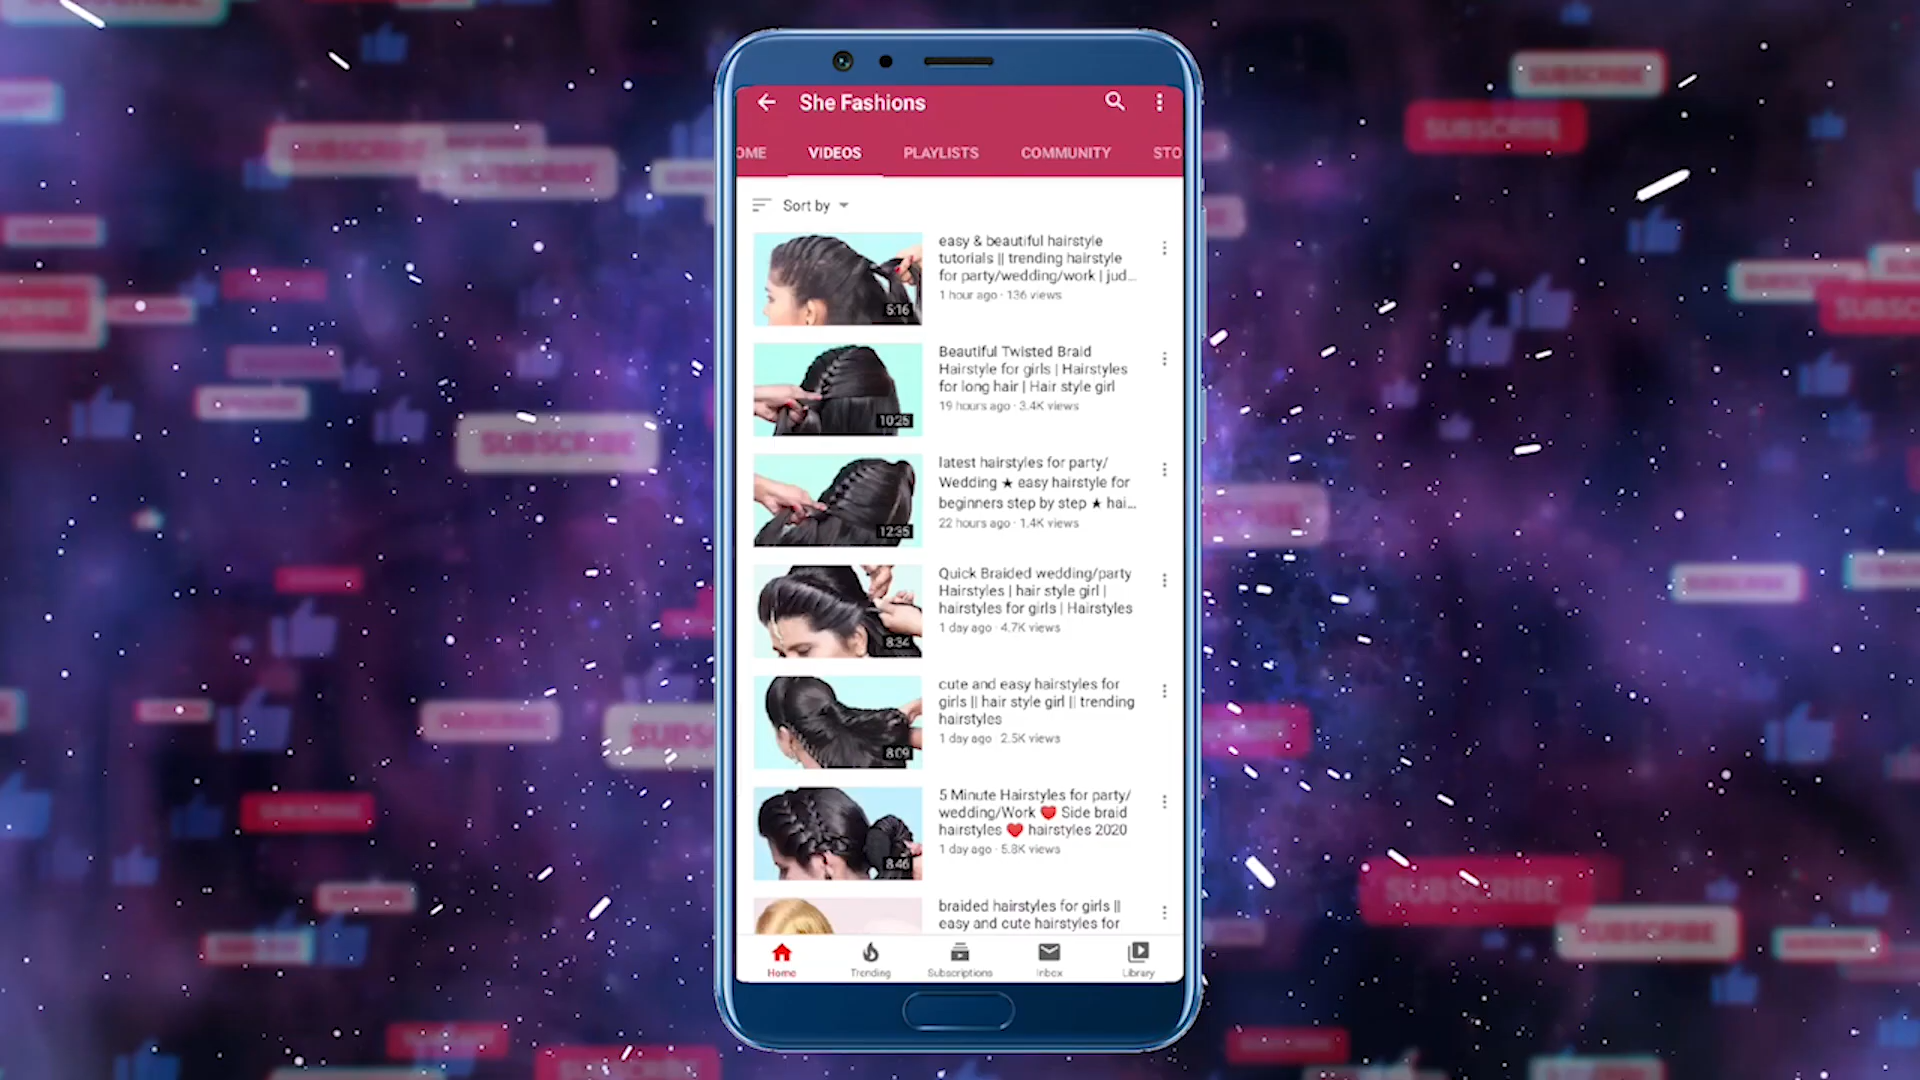 She Fashions
OME VIDEOS PLAYLISTS COMMUNITY STO
Sort by
easy & beautiful hairstyle
tutorials || trending hairstyle
for party/wedding/work | jud...
1 hour ago · 136 views
5:16
Beautiful Twisted Braid
Hairstyle for girls | Hairstyles
for long hair | Hair style girl
19 hours ago · 3.4K views
10:25
latest hairstyles for party/
Wedding ★ easy hairstyle for
beginners step by step ★ hai...
22 hours ago · 1.4K views
12:35
Quick Braided wedding/party
Hairstyles | hair style girl |
hairstyles for girls | Hairstyles
1 day ago · 4.7K views
8:34
cute and easy hairstyles for
girls || hair style girl || trending
hairstyles
1 day ago · 2.5K views
8:09
5 Minute Hairstyles for party/
wedding/Work ♥ Side braid
hairstyles ♥ hairstyles 2020
1 day ago · 5.8K views
8:46
braided hairstyles for girls ||
easy and cute hairstyles for
Home Trending Subscriptions Inbox Library
SUBSCRIBE
SUBSCRIBE
SUBSCRIBE
SUBSCRIBE
SUBSCRIBE